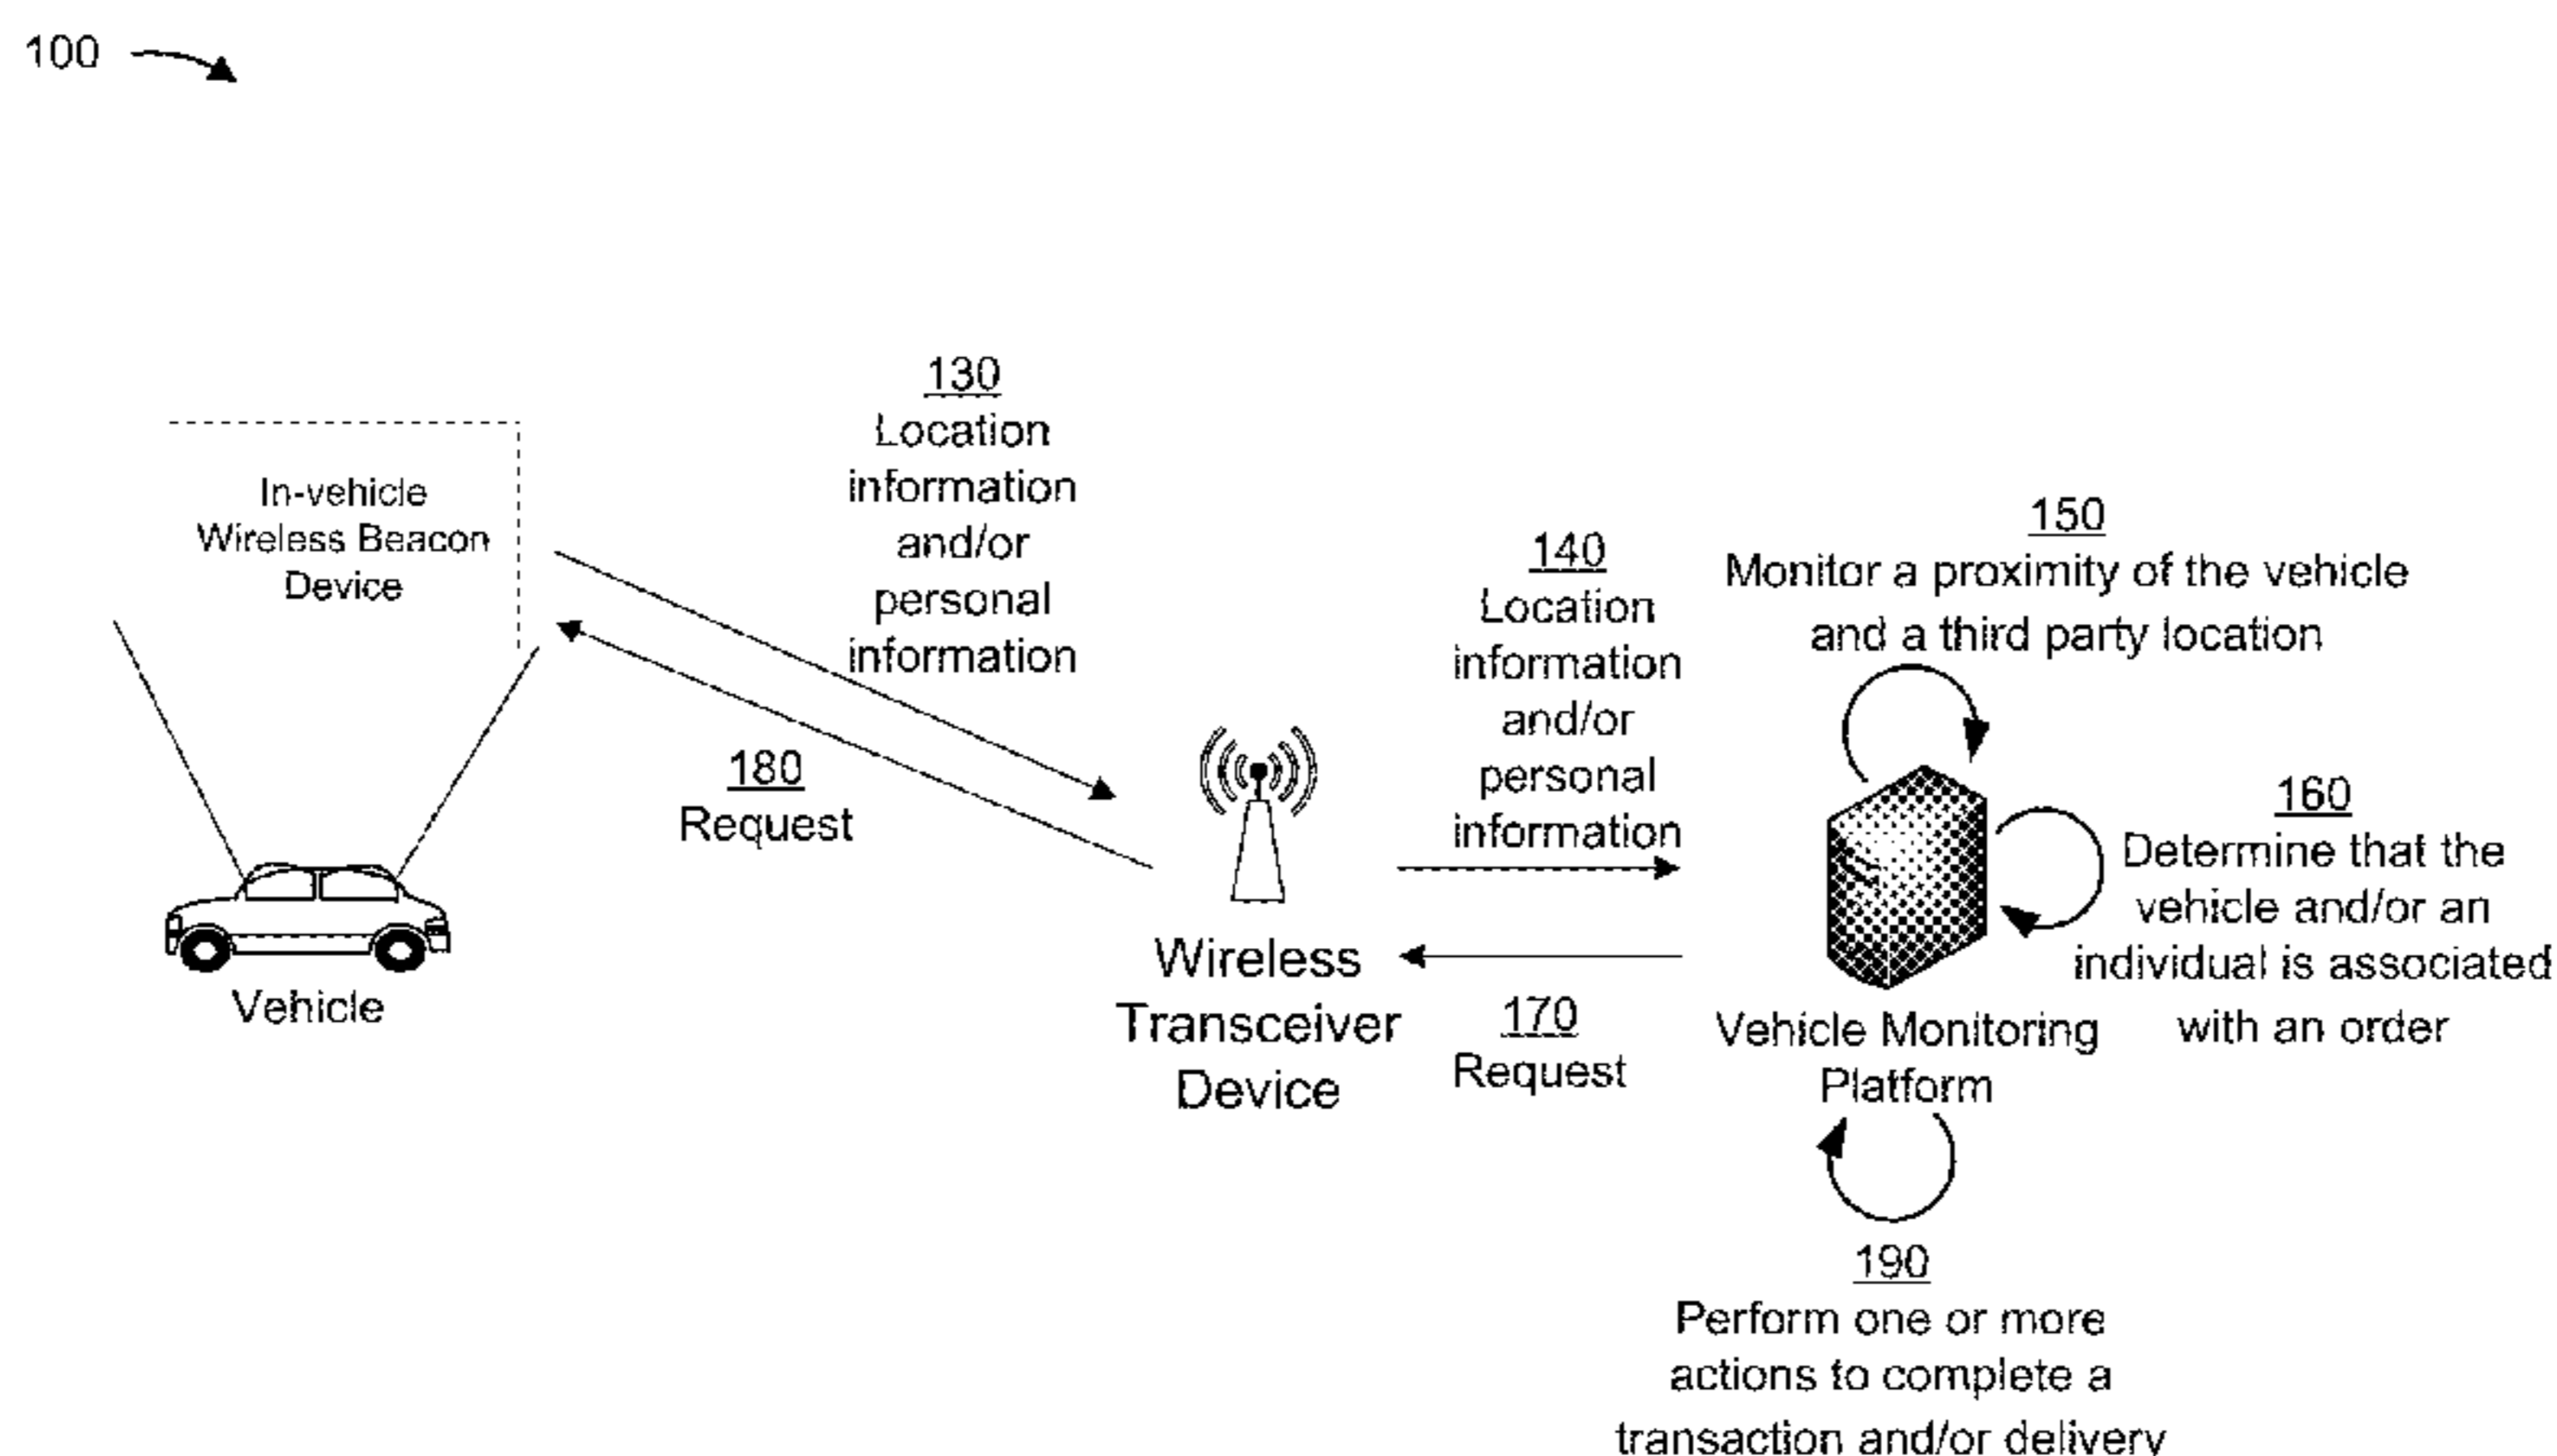 100
130
Location
information
and/or
personal
information
In-vehicle
Wireless Beacon
Device
180
Request
Vehicle
Wireless
Transceiver
Device
140
Location
information
and/or
personal
information
170
Request
150
Monitor a proximity of the vehicle
and a third party location
160
Determine that the
vehicle and/or an
individual is associated
with an order
Vehicle Monitoring
Platform
190
Perform one or more
actions to complete a
transaction and/or delivery